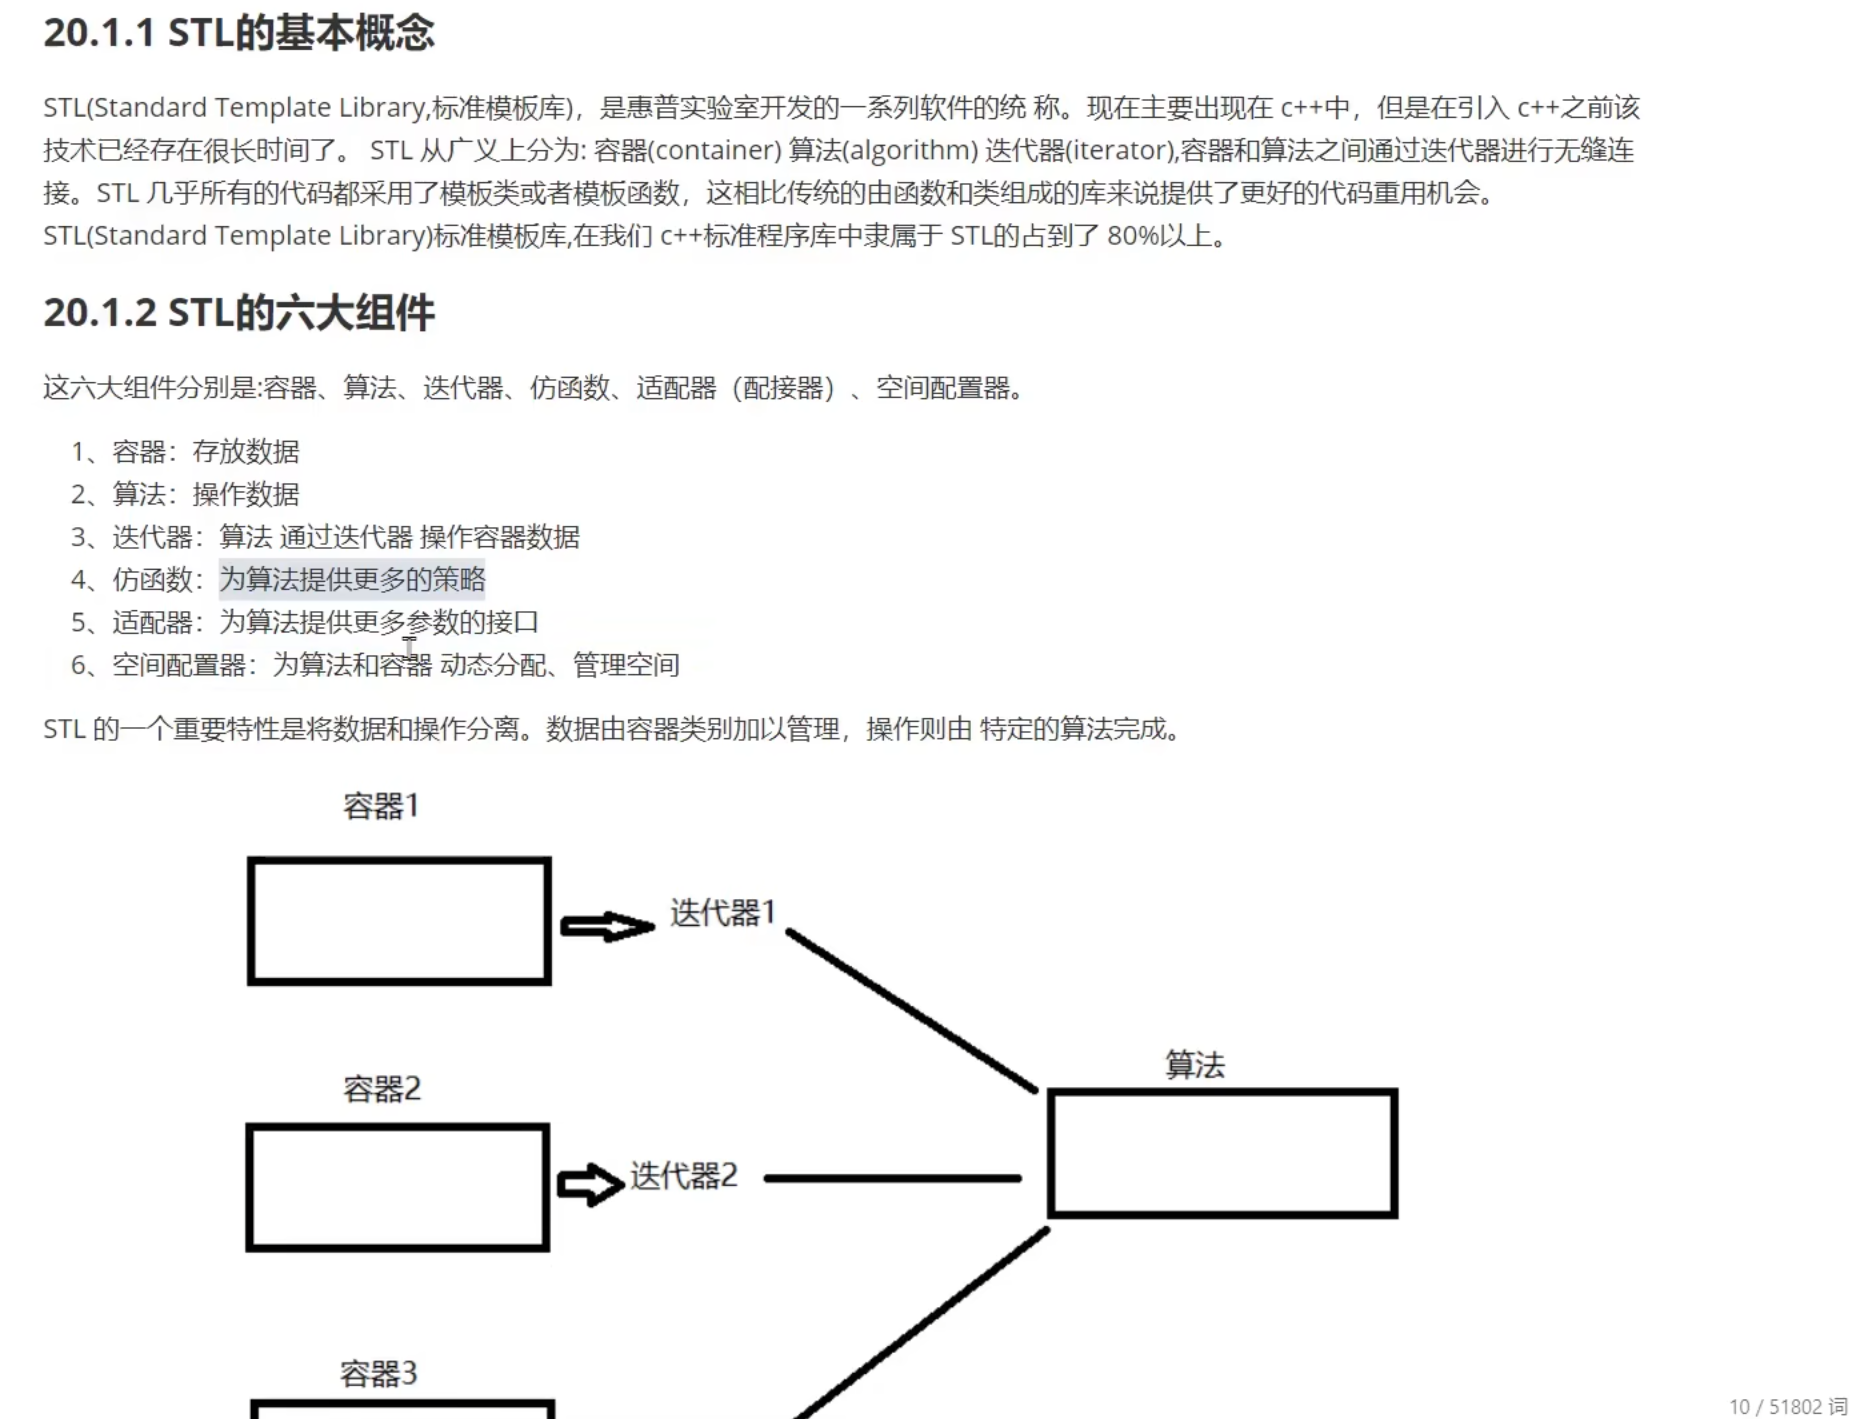 20.1.1 STL的基本概念
STL(Standard Template Library,标准模板库)，是惠普实验室开发的一系列软件的统 称。现在主要出现在 c++中，但是在引入 c++之前该
技术已经存在很长时间了。 STL 从广义上分为: 容器(container) 算法(algorithm) 迭代器(iterator),容器和算法之间通过迭代器进行无缝连
接。STL 几乎所有的代码都采用了模板类或者模板函数，这相比传统的由函数和类组成的库来说提供了更好的代码重用机会。
STL(Standard Template Library)标准模板库,在我们 c++标准程序库中隶属于 STL的占到了 80%以上。
20.1.2 STL的六大组件
这六大组件分别是:容器、算法、迭代器、仿函数、适配器（配接器）、空间配置器。
1、容器：存放数据
2、算法：操作数据
3、迭代器：算法 通过迭代器 操作容器数据
4、仿函数：为算法提供更多的策略
5、适配器：为算法提供更多参数的接口
6、空间配置器：为算法和容器 动态分配、管理空间
STL 的一个重要特性是将数据和操作分离。数据由容器类别加以管理，操作则由 特定的算法完成。
容器1
迭代器1
算法
容器2
迭代器2
容器3
10 / 51802 词